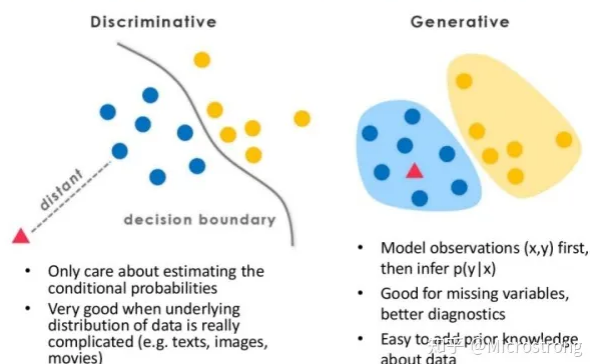 Discriminative
distant
decision boundary
• Only care about estimating the
conditional probabilities
• Very good when underlying
distribution of data is really
complicated (e.g. texts, images,
movies)
Generative
• Model observations (x,y) first,
then infer p(y|x)
• Good for missing variables,
better diagnostics
• Easy to add prior knowledge
about data
知乎 @Microstrong